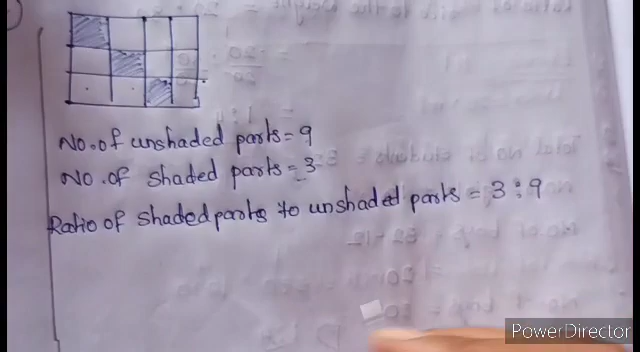 No. of unshaded parts = 9
No. of shaded parts = 3
Ratio of shaded parts to unshaded parts = 3 : 9
PowerDirector